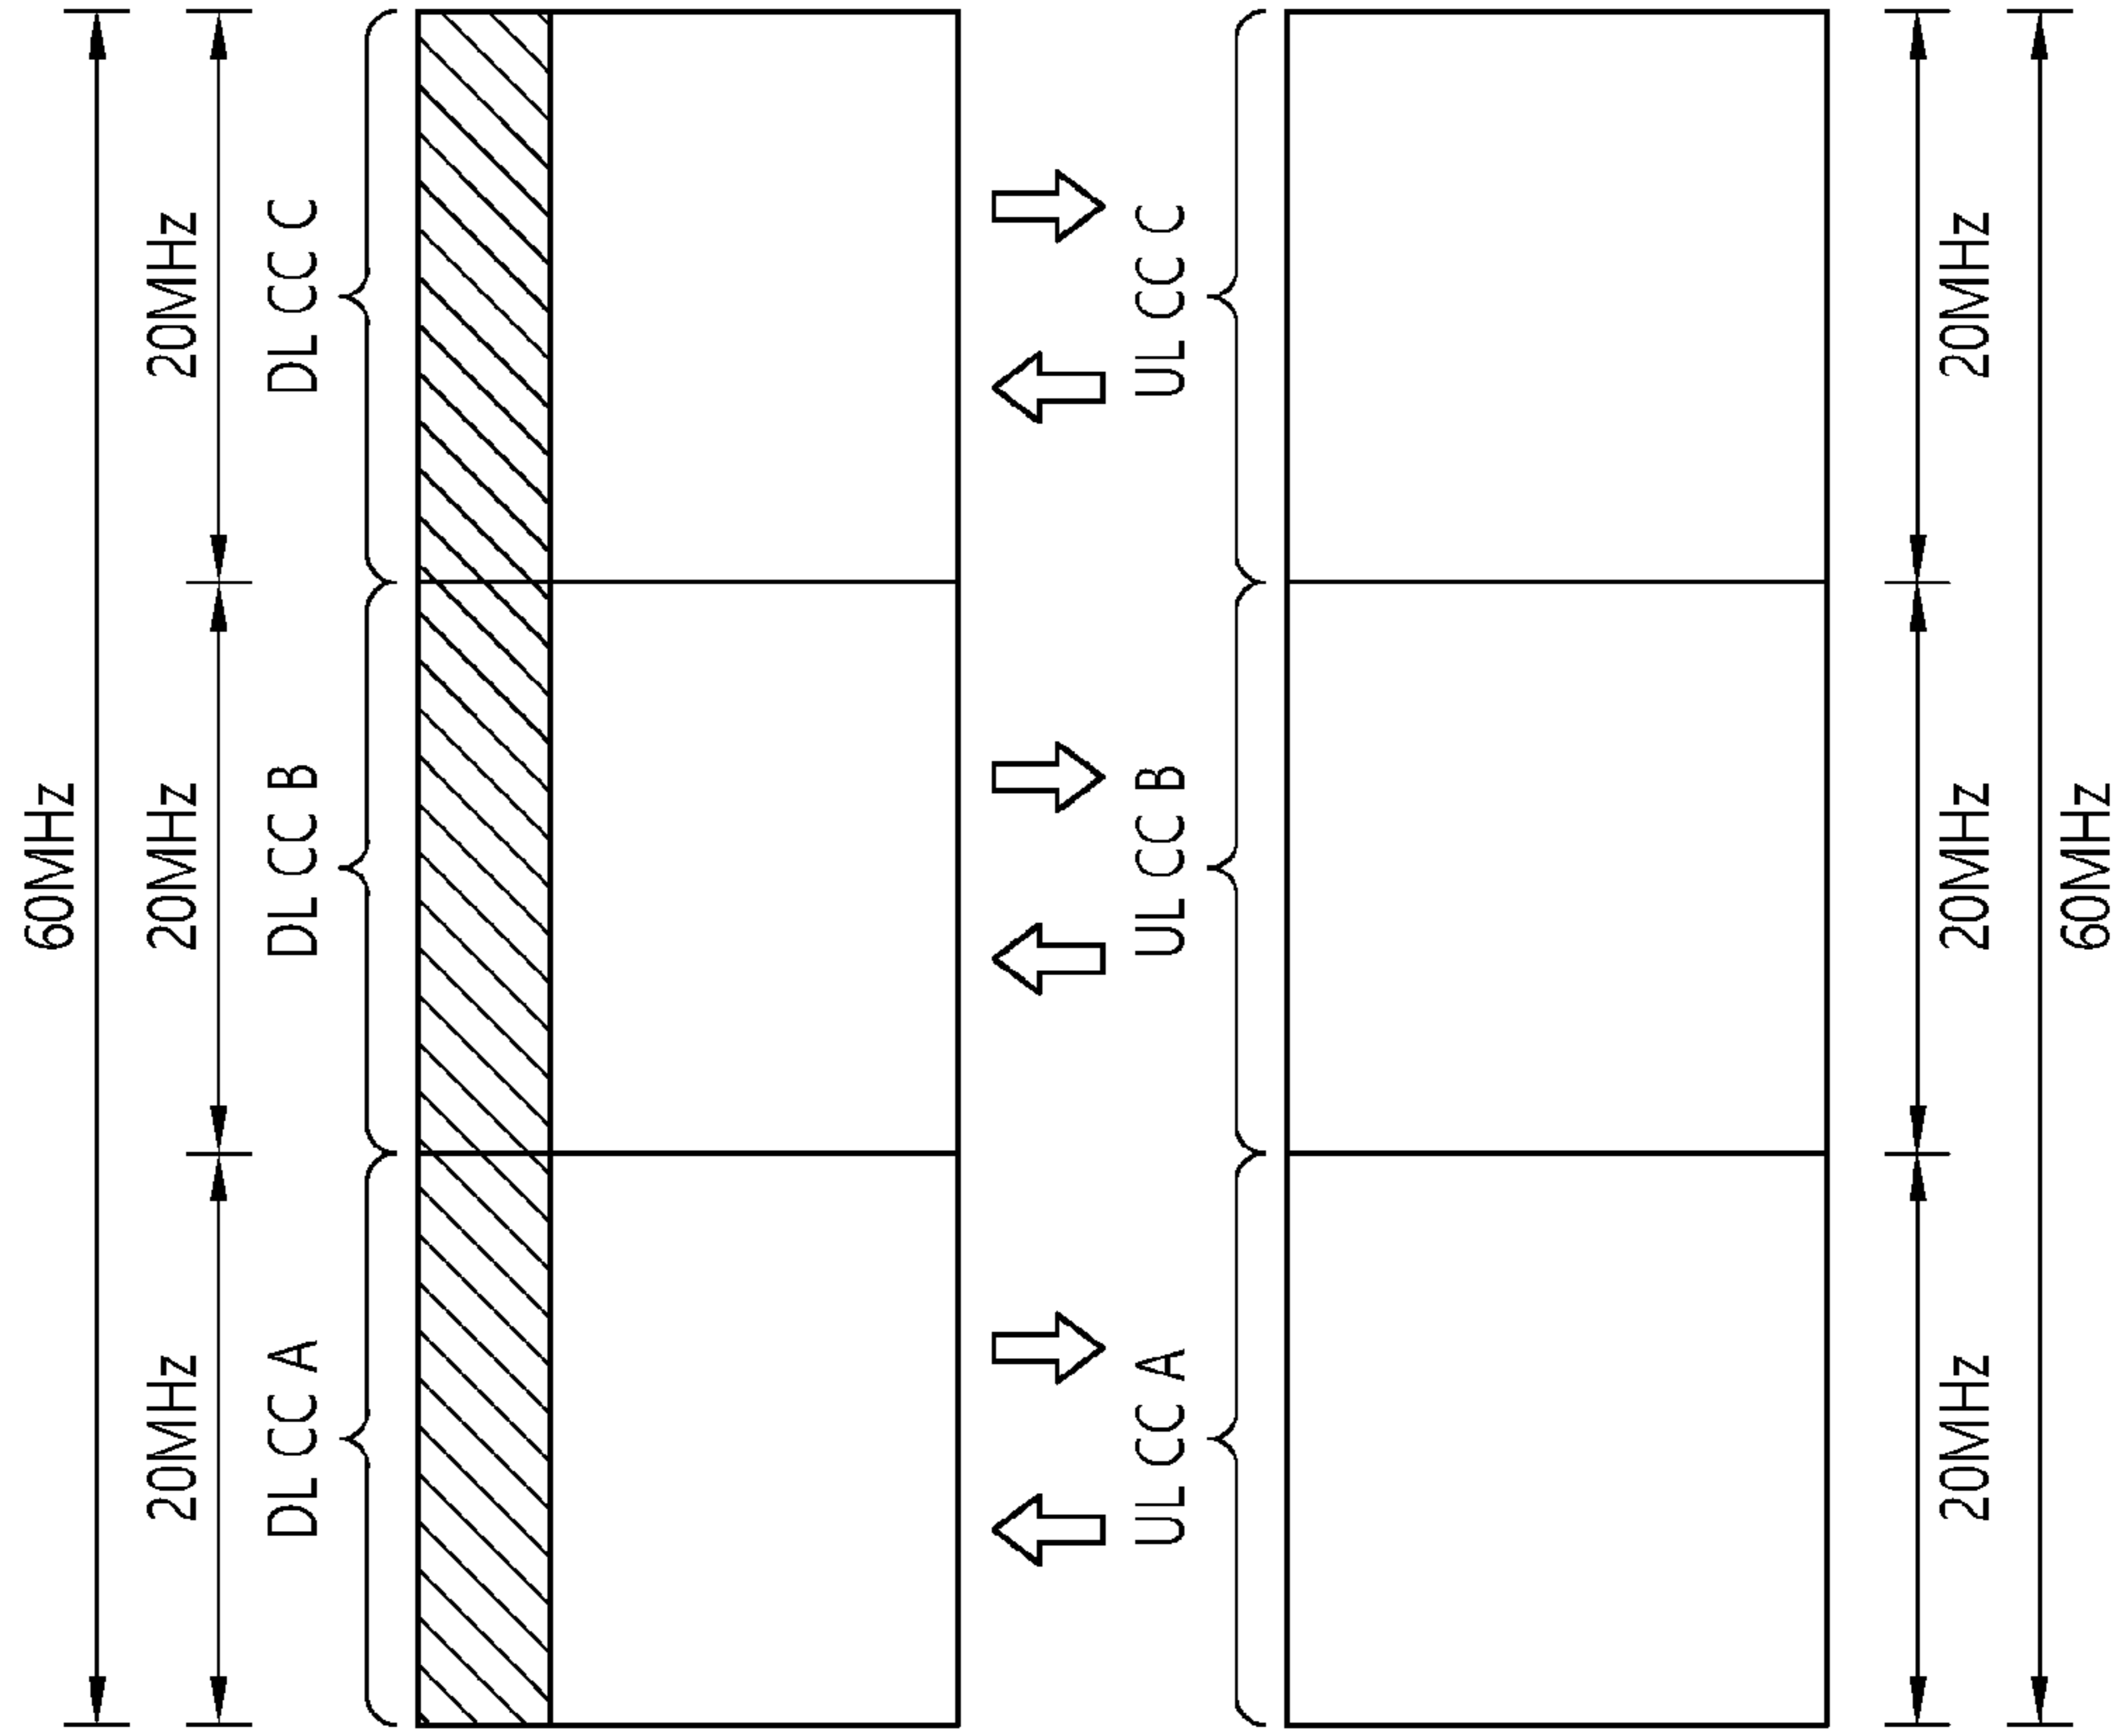 60MHz
20MHz
20MHz
20MHz
DL CC A
DL CC B
DL CC C
UL CC A
UL CC B
UL CC C
20MHz
20MHz
20MHz
60MHz